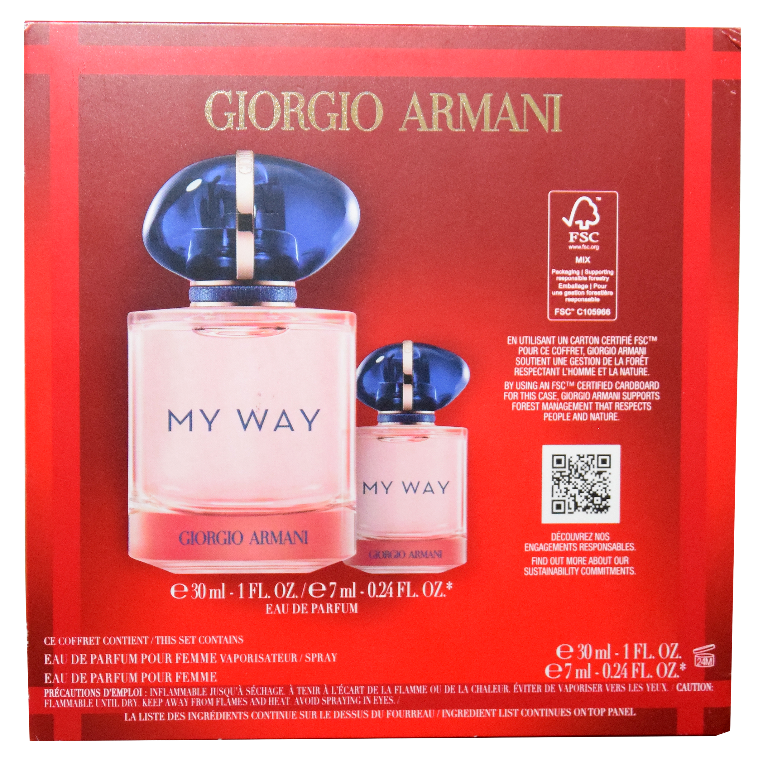 GIORGIO ARMANI
FSC™
www.fsc.org
MIX
Packaging | Supporting
responsible forestry
Emballage | Pour
une gestion forestière
responsable
FSC® C105966
EN UTILISANT UN CARTON CERTIFIÉ FSC™
POUR CE COFFRET, GIORGIO ARMANI
SOUTIENT UNE GESTION DE LA FORÊT
RESPECTANT L'HOMME ET LA NATURE.
BY USING AN FSC™ CERTIFIED CARDBOARD
FOR THIS CASE, GIORGIO ARMANI SUPPORTS
FOREST MANAGEMENT THAT RESPECTS
PEOPLE AND NATURE.
MY WAY
GIORGIO ARMANI
MY WAY
GIORGIO ARMANI
DÉCOUVREZ NOS
ENGAGEMENTS RESPONSABLES.
FIND OUT MORE ABOUT OUR
SUSTAINABILITY COMMITMENTS.
℮ 30 ml - 1 FL. OZ. / ℮ 7 ml - 0.24 FL. OZ.*
EAU DE PARFUM
CE COFFRET CONTIENT / THIS SET CONTAINS
EAU DE PARFUM POUR FEMME VAPORISATEUR / SPRAY
℮ 30 ml - 1 FL. OZ.
EAU DE PARFUM POUR FEMME
℮ 7 ml - 0.24 FL. OZ.*
24M
PRÉCAUTIONS D'EMPLOI : INFLAMMABLE JUSQU'À SÉCHAGE. À TENIR À L'ÉCART DE LA FLAMME OU DE LA CHALEUR. ÉVITER DE VAPORISER VERS LES YEUX. / CAUTION:
FLAMMABLE UNTIL DRY. KEEP AWAY FROM FLAMES AND HEAT. AVOID SPRAYING IN EYES. /
LA LISTE DES INGRÉDIENTS CONTINUE SUR LE DESSUS DU FOURREAU / INGREDIENT LIST CONTINUES ON TOP PANEL.